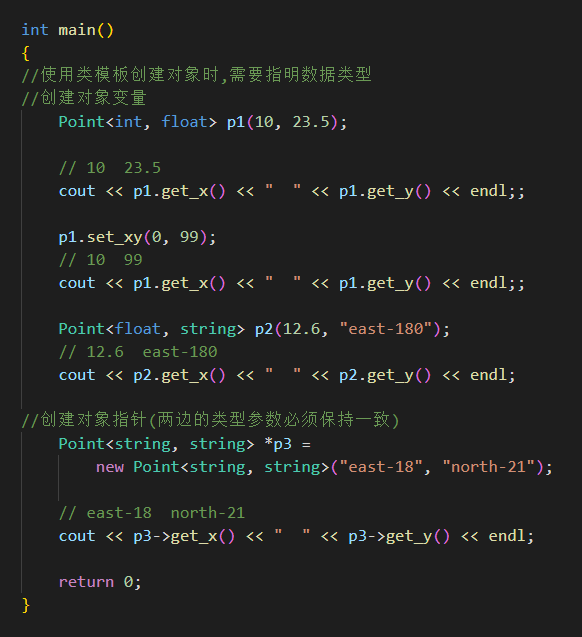 int main()
{
//使用类模板创建对象时,需要指明数据类型
//创建对象变量
    Point<int, float> p1(10, 23.5);
    // 10  23.5
    cout << p1.get_x() << "  " << p1.get_y() << endl;;
    p1.set_xy(0, 99);
    // 10  99
    cout << p1.get_x() << "  " << p1.get_y() << endl;;
    Point<float, string> p2(12.6, "east-180");
    // 12.6  east-180
    cout << p2.get_x() << "  " << p2.get_y() << endl;
//创建对象指针(两边的类型参数必须保持一致)
    Point<string, string> *p3 =
        new Point<string, string>("east-18", "north-21");
    // east-18  north-21
    cout << p3->get_x() << "  " << p3->get_y() << endl;
    return 0;
}